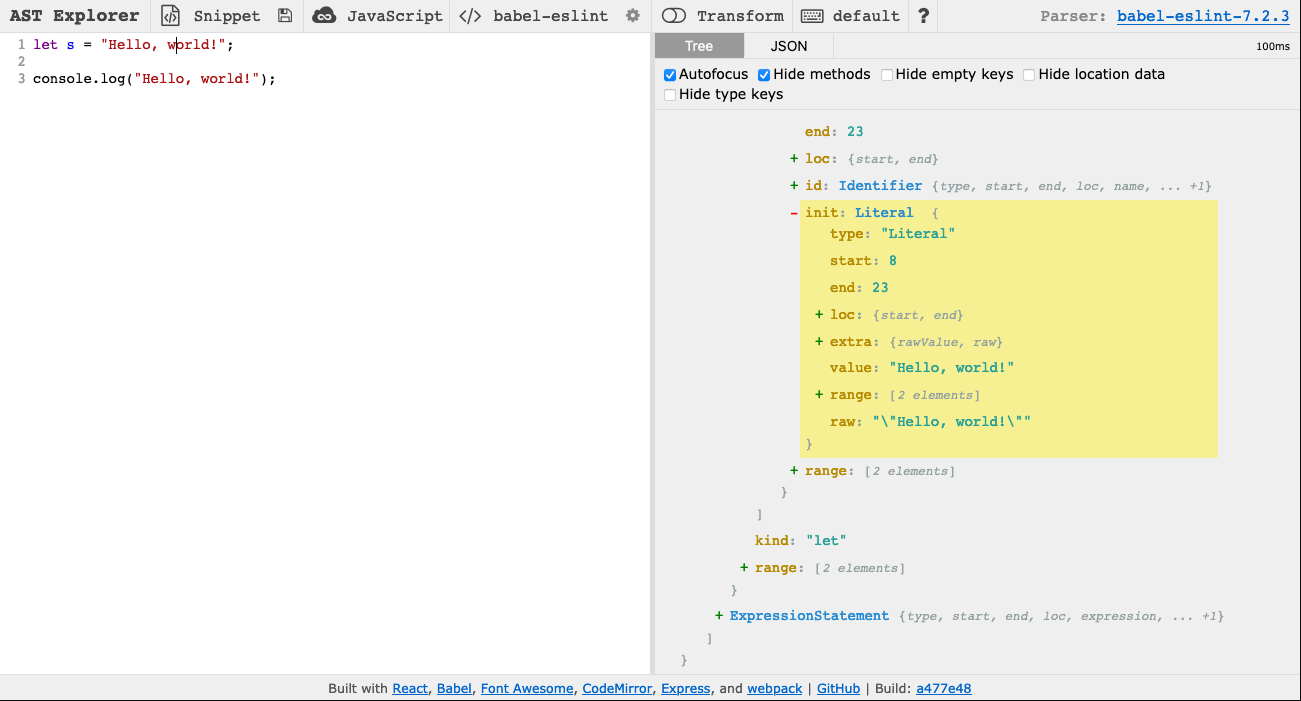 AST Explorer Snippet JavaScript </> babel-eslint Transform default ? Parser: babel-eslint-7.2.3
Tree JSON 100ms
Autofocus Hide methods Hide empty keys Hide location data
Hide type keys
1 let s = "Hello, world!";
2
3 console.log("Hello, world!");
end: 23
+ loc: {start, end}
+ id: Identifier {type, start, end, loc, name, ... +1}
- init: Literal {
type: "Literal"
start: 8
end: 23
+ loc: {start, end}
+ extra: {rawValue, raw}
value: "Hello, world!"
+ range: [2 elements]
raw: "\"Hello, world!\""
}
+ range: [2 elements]
}
]
kind: "let"
+ range: [2 elements]
}
+ ExpressionStatement {type, start, end, loc, expression, ... +1}
]
}
Built with React, Babel, Font Awesome, CodeMirror, Express, and webpack | GitHub | Build: a477e48